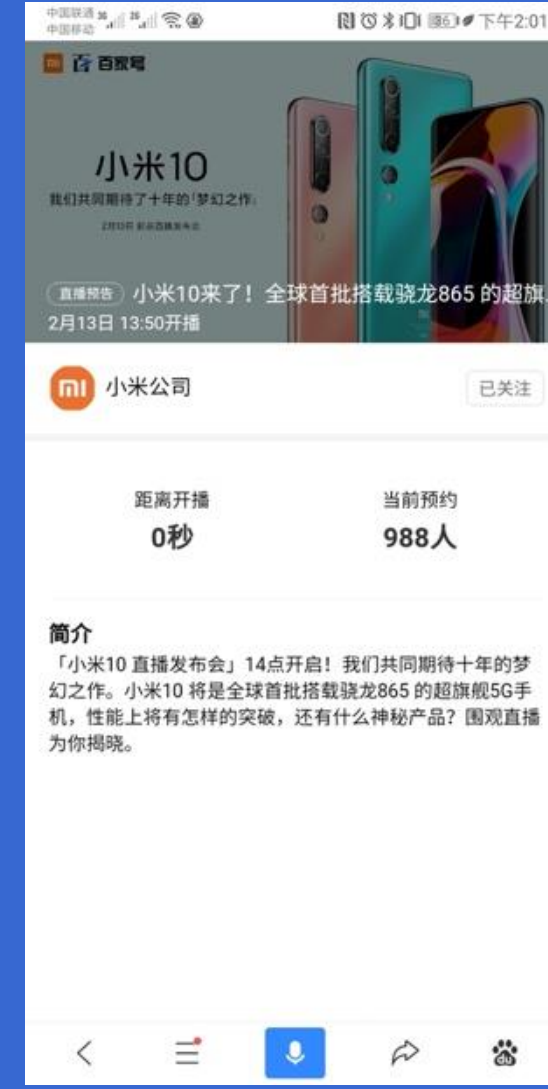 中国联通
中国移动
下午2:01
百家号
小米10
我们共同期待了十年的「梦幻之作」
直播预告 小米10来了！全球首批搭载骁龙865 的超旗...
2月13日 13:50开播
小米公司
已关注
距离开播
当前预约
0秒
988人
简介
「小米10 直播发布会」14点开启！我们共同期待十年的梦
幻之作。小米10 将是全球首批搭载骁龙865 的超旗舰5G手
机，性能上将有怎样的突破，还有什么神秘产品？围观直播
为你揭晓。
du